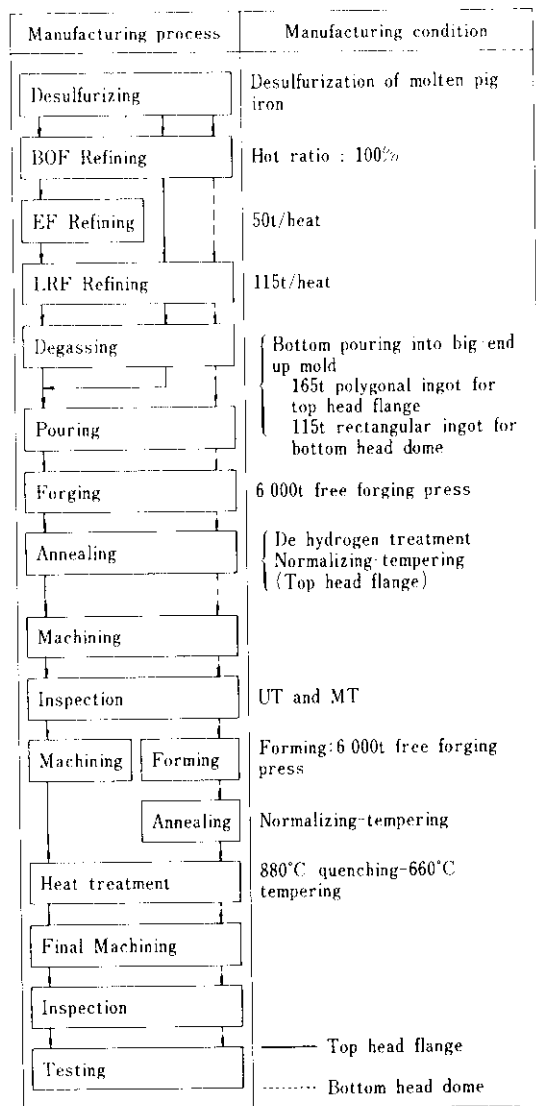 Manufacturing process Manufacturing condition
Desulfurizing
Desulfurization of molten pig
iron
BOF Refining
Hot ratio : 100%
EF Refining
50t/heat
LRF Refining
115t/heat
Degassing
Bottom pouring into big end
up mold
165t polygonal ingot for
top head flange
115t rectangular ingot for
bottom head dome
Pouring
Forging
6 000t free forging press
Annealing
De hydrogen treatment
Normalizing-tempering
(Top head flange)
Machining
Inspection
UT and MT
Machining Forming
Forming:6 000t free forging
press
Annealing
Normalizing-tempering
Heat treatment
880°C quenching-660°C
tempering
Final Machining
Inspection
Testing
Top head flange
Bottom head dome